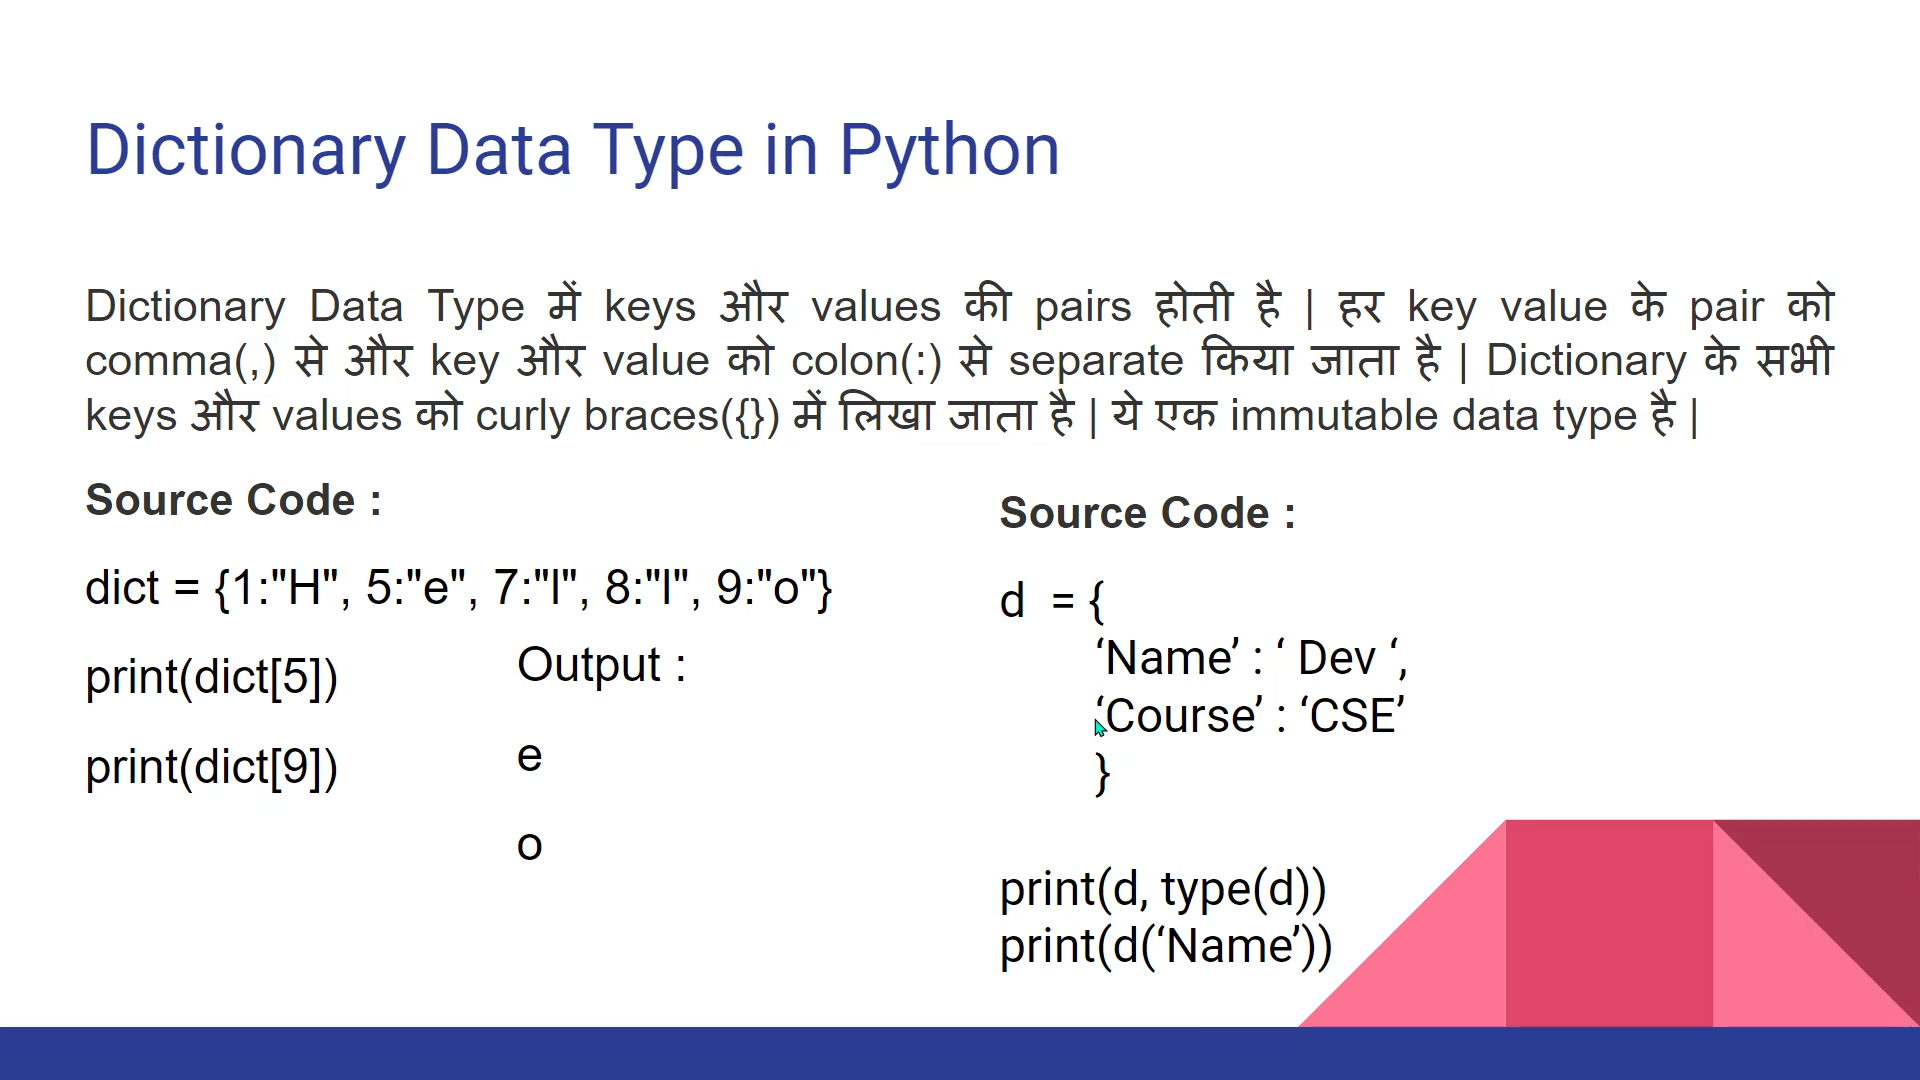 Dictionary Data Type in Python
Dictionary Data Type में keys और values की pairs होती है | हर key value के pair को
comma(,) से और key और value को colon(:) से separate किया जाता है | Dictionary के सभी
keys और values को curly braces({}) में लिखा जाता है | ये एक immutable data type है |
Source Code :
dict = {1:"H", 5:"e", 7:"l", 8:"l", 9:"o"}
print(dict[5])
print(dict[9])
Output :
e
o
Source Code :
d = {
‘Name’ : ‘ Dev ‘,
‘Course’ : ‘CSE’
}
print(d, type(d))
print(d(‘Name’))